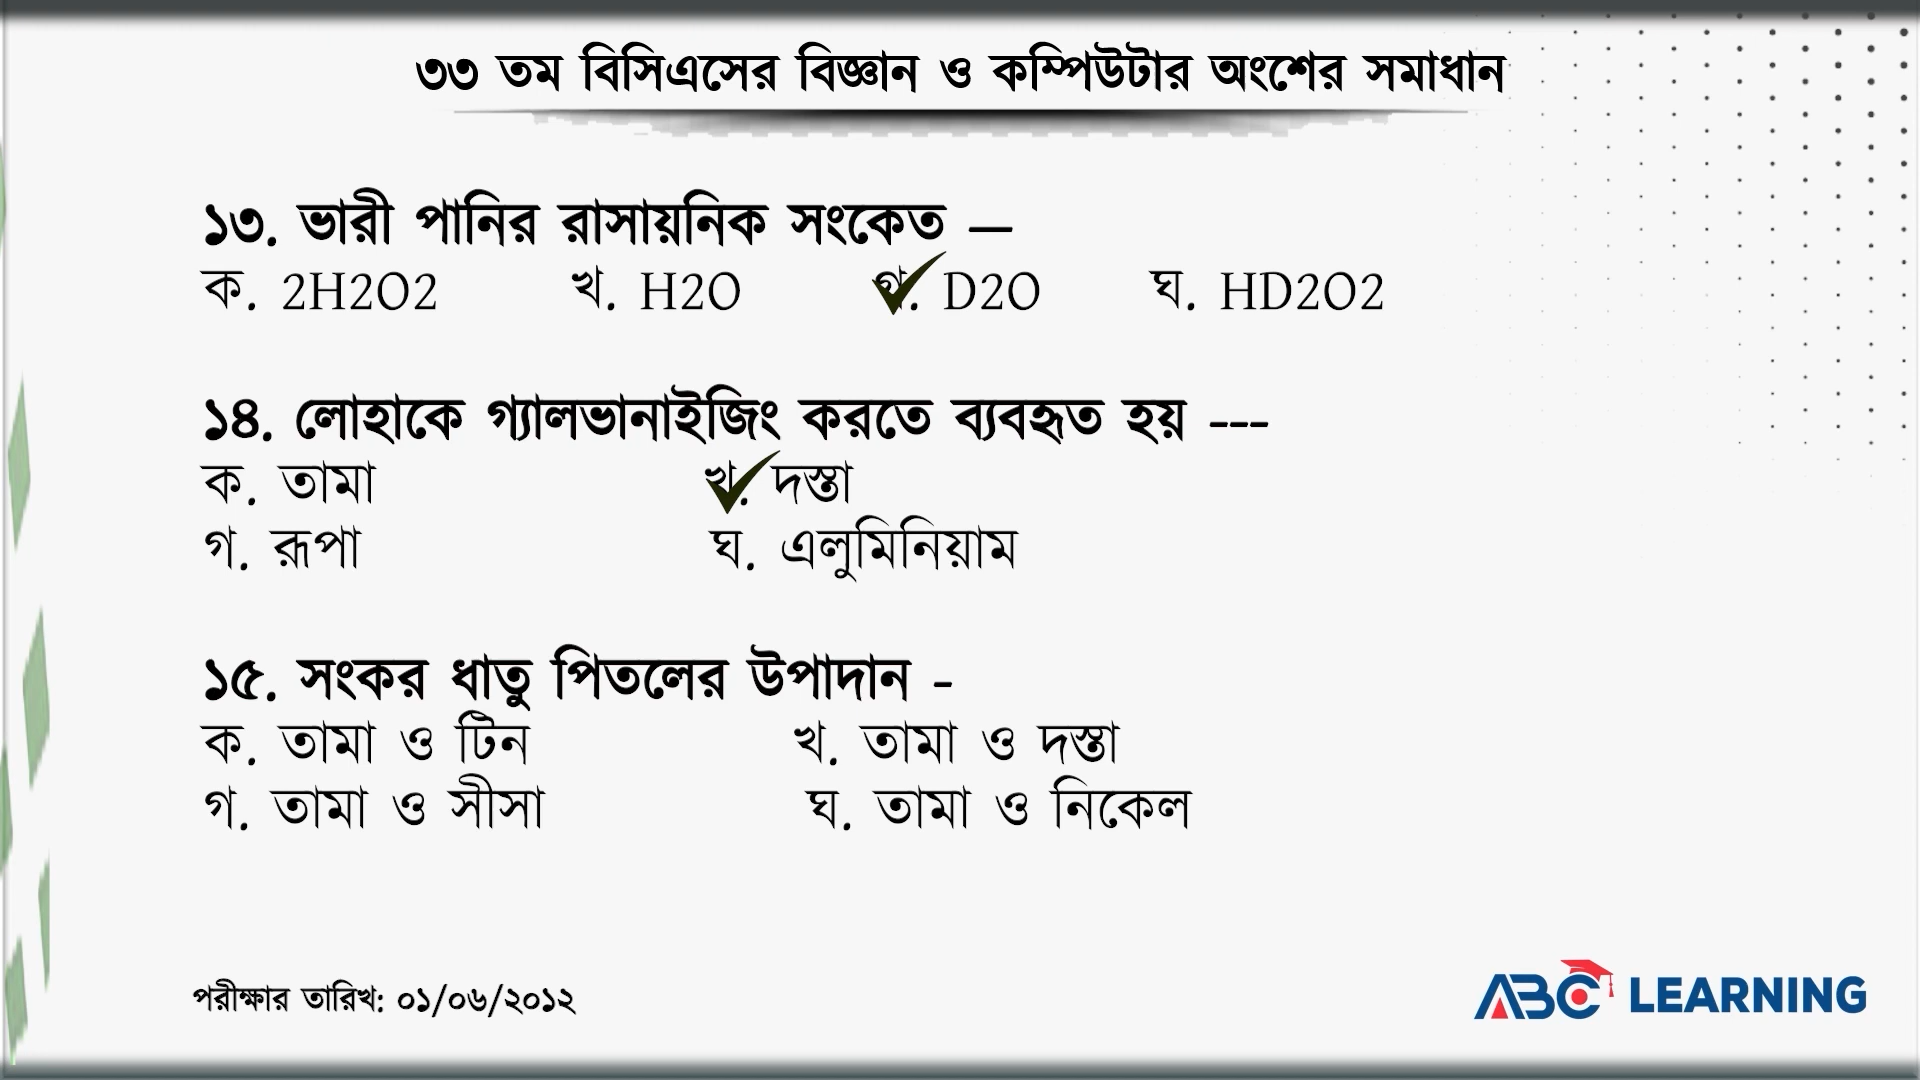 ৩৩ তম বিসিএসের বিজ্ঞান ও কম্পিউটার অংশের সমাধান
১৩. ভারী পানির রাসায়নিক সংকেত —
ক. 2H2O2 খ. H2O গ. D2O ঘ. HD2O2
১৪. লোহাকে গ্যালভানাইজিং করতে ব্যবহৃত হয় ---
ক. তামা খ. দস্তা
গ. রূপা ঘ. এলুমিনিয়াম
১৫. সংকর ধাতু পিতলের উপাদান -
ক. তামা ও টিন খ. তামা ও দস্তা
গ. তামা ও সীসা ঘ. তামা ও নিকেল
পরীক্ষার তারিখ: ০১/০৬/২০১২
ABC LEARNING